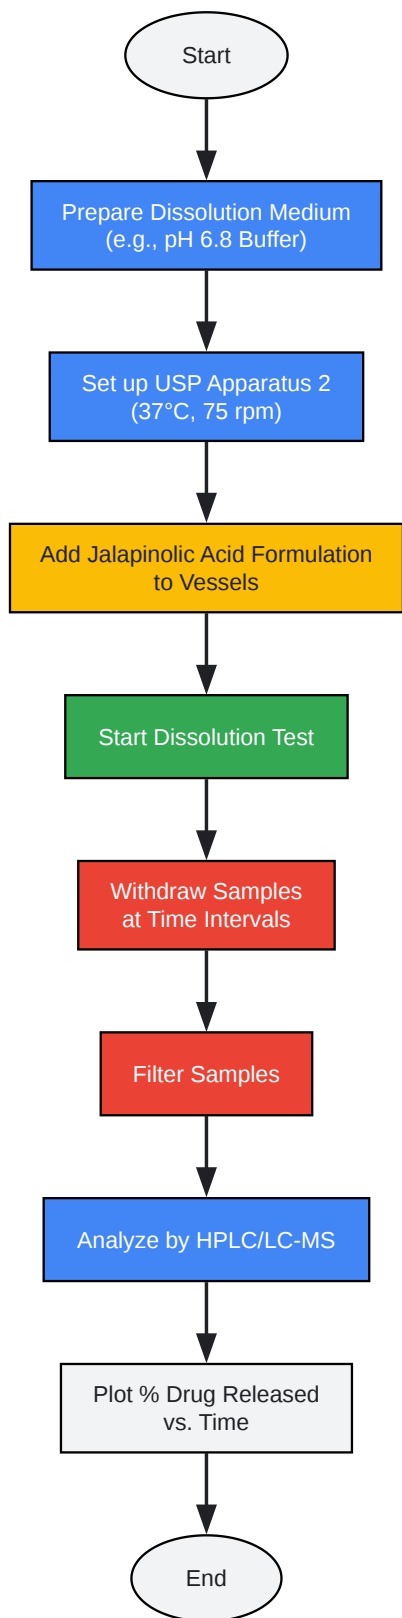 Start
Prepare Dissolution Medium
(e.g., pH 6.8 Buffer)
Set up USP Apparatus 2
(37°C, 75 rpm)
Add Jalapinolic Acid Formulation
to Vessels
Start Dissolution Test
Withdraw Samples
at Time Intervals
Filter Samples
Analyze by HPLC/LC-MS
Plot % Drug Released
vs. Time
End